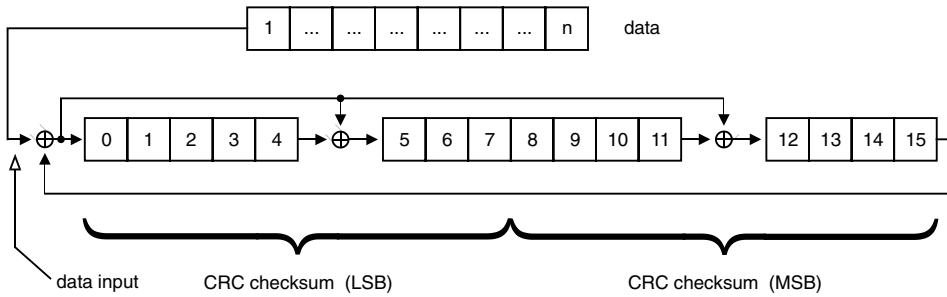 1 ... ... ... ... ... ... n data
0 1 2 3 4 5 6 7 8 9 10 11 12 13 14 15
data input CRC checksum (LSB) CRC checksum (MSB)